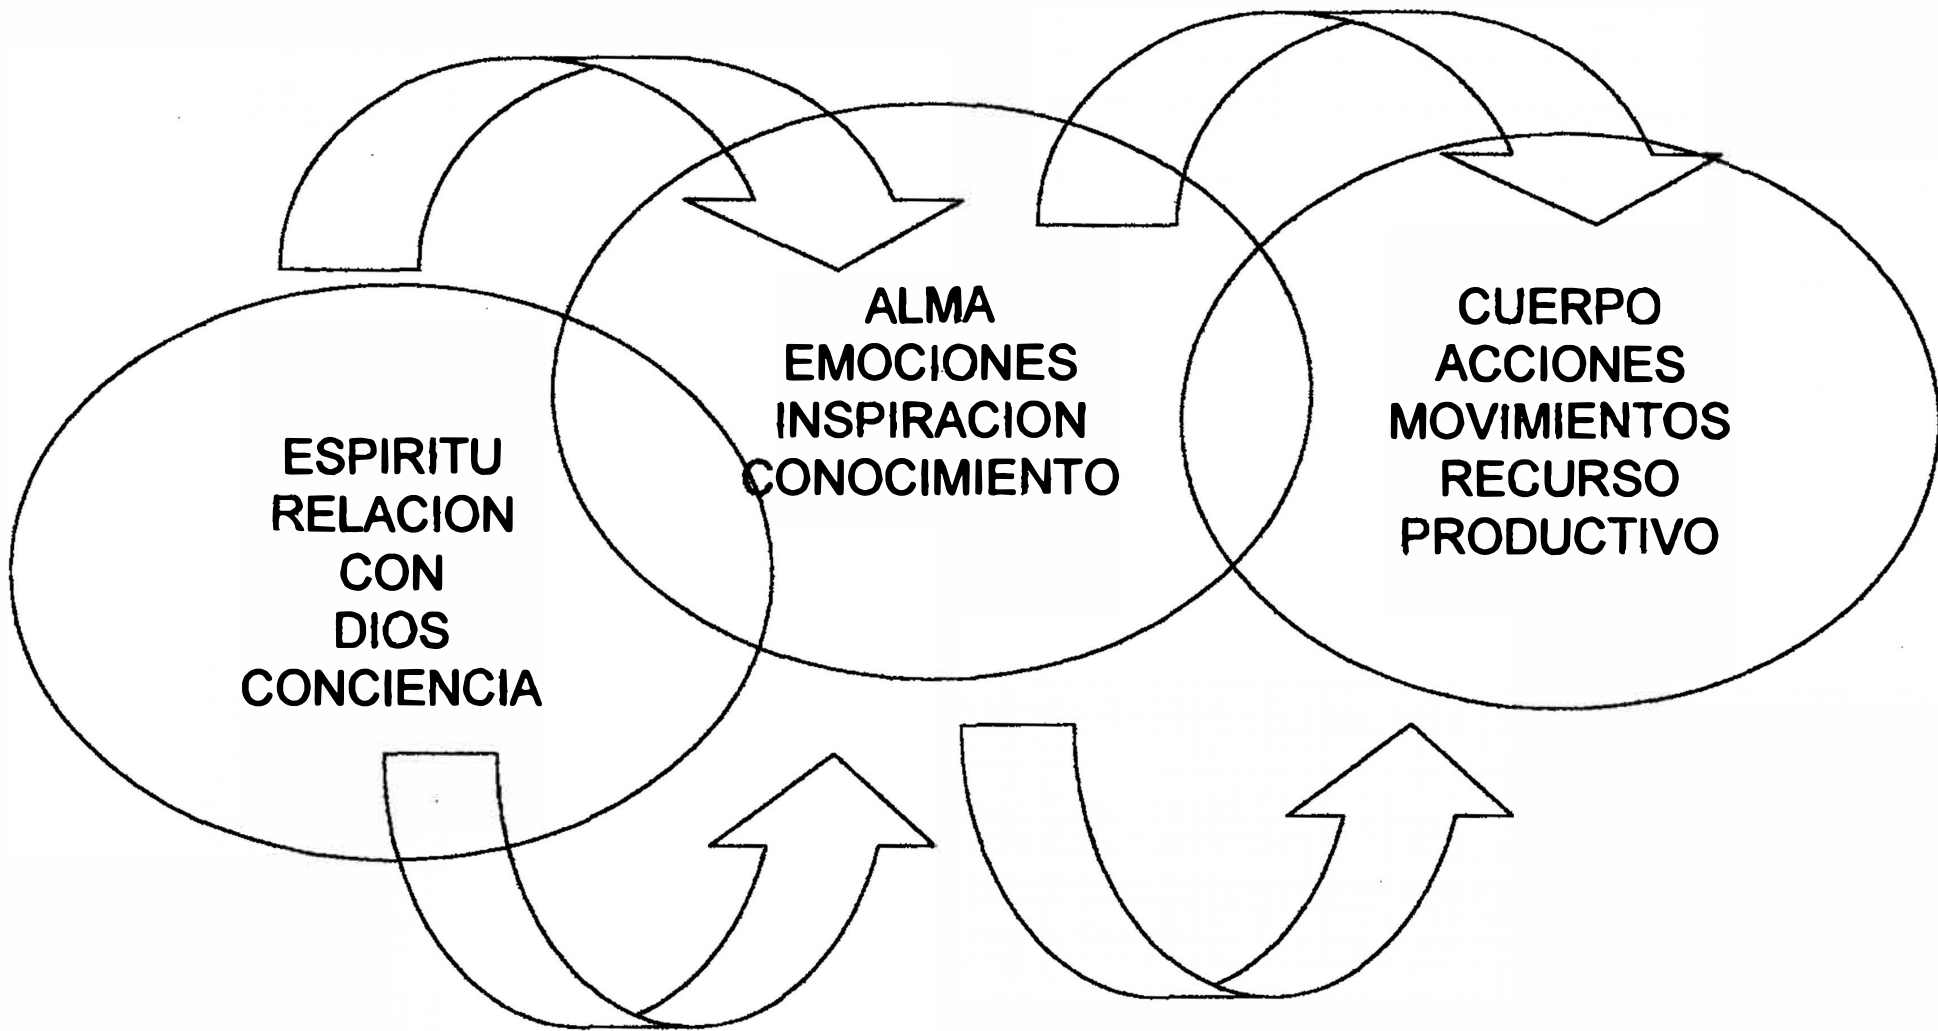 ESPIRITU
RELACION
CON
DIOS
CONCIENCIA
ALMA
EMOCIONES
INSPIRACION
CONOCIMIENTO
CUERPO
ACCIONES
MOVIMIENTOS
RECURSO
PRODUCTIVO